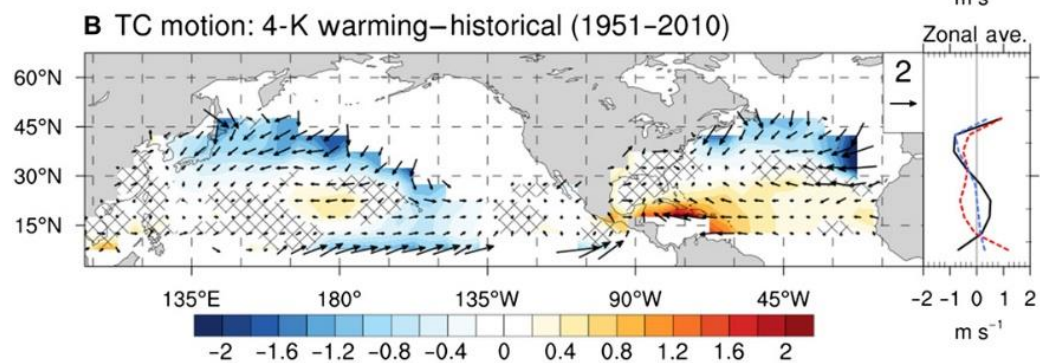 m s
B TC motion: 4-K warming−historical (1951−2010)
Zonal ave.
60°N
45°N
30°N
15°N
2
135°E 180° 135°W 90°W 45°W
-2 -1 0 1 2
m s⁻¹
−2 −1.6 −1.2 −0.8 −0.4 0 0.4 0.8 1.2 1.6 2